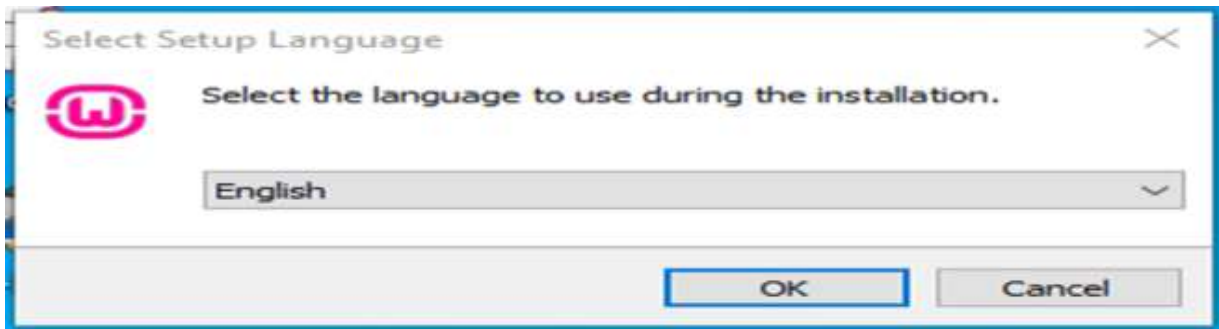 Select Setup Language
Select the language to use during the installation.
English
OK Cancel